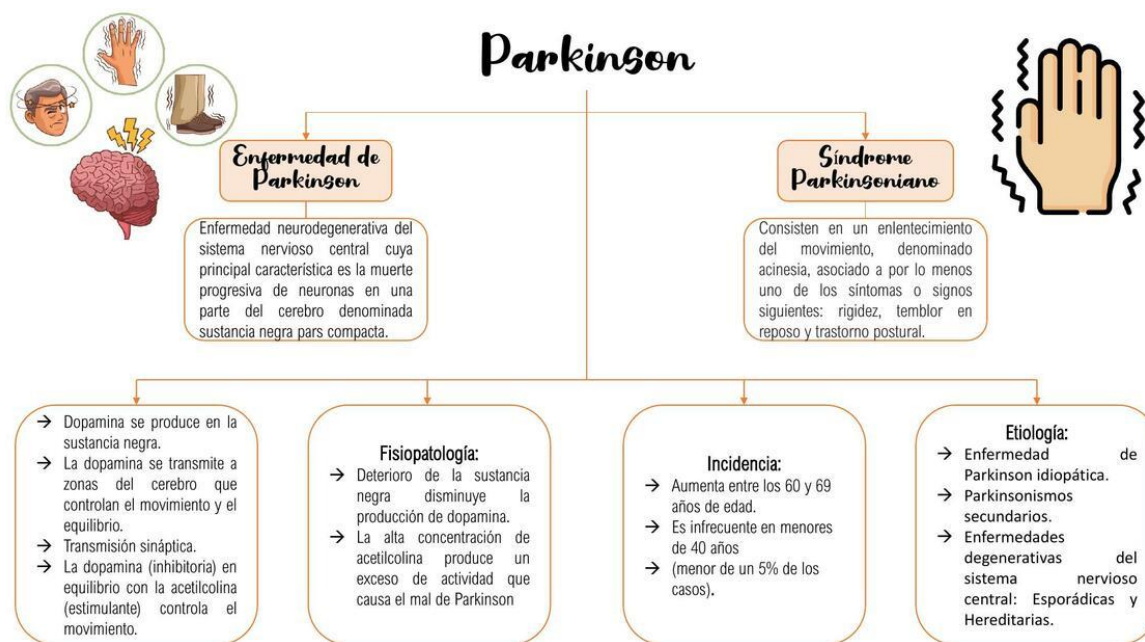 Parkinson
Enfermedad de
Parkinson
Síndrome
Parkinsoniano
Enfermedad neurodegenerativa del
sistema nervioso central cuya
principal característica es la muerte
progresiva de neuronas en una
parte del cerebro denominada
sustancia negra pars compacta.
Consisten en un enlentecimiento
del movimiento, denominado
acinesia, asociado a por lo menos
uno de los síntomas o signos
siguientes: rigidez, temblor en
reposo y trastorno postural.
→ Dopamina se produce en la
sustancia negra.
→ La dopamina se transmite a
zonas del cerebro que
controlan el movimiento y el
equilibrio.
→ Transmisión sináptica.
→ La dopamina (inhibitoria) en
equilibrio con la acetilcolina
(estimulante) controla el
movimiento.
Fisiopatología:
→ Deterioro de la sustancia
negra disminuye la
producción de dopamina.
→ La alta concentración de
acetilcolina produce un
exceso de actividad que
causa el mal de Parkinson
Incidencia:
→ Aumenta entre los 60 y 69
años de edad.
→ Es infrecuente en menores
de 40 años
→ (menor de un 5% de los
casos).
Etiología:
→ Enfermedad de
Parkinson idiopática.
→ Parkinsonismos
secundarios.
→ Enfermedades
degenerativas del
sistema nervioso
central: Esporádicas y
Hereditarias.